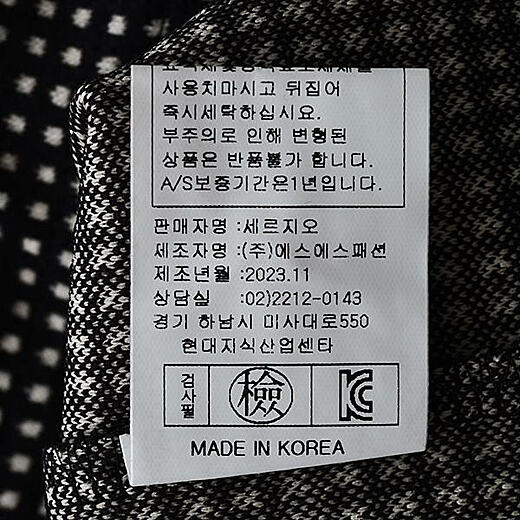 사용치마시고 뒤집어
즉시세탁하십시요.
부주의로 인해 변형된
상품은 반품뿔가 합니다.
A/S보증기간은1년입니다.
판매자명 :세르지오
제조자명 :(주)에스에스패션
제조년월 :2023.11
상담실 :02)2212-0143
경기 하남시 미사대로550
현대지식산업센타
검사필 檢 KC
MADE IN KOREA